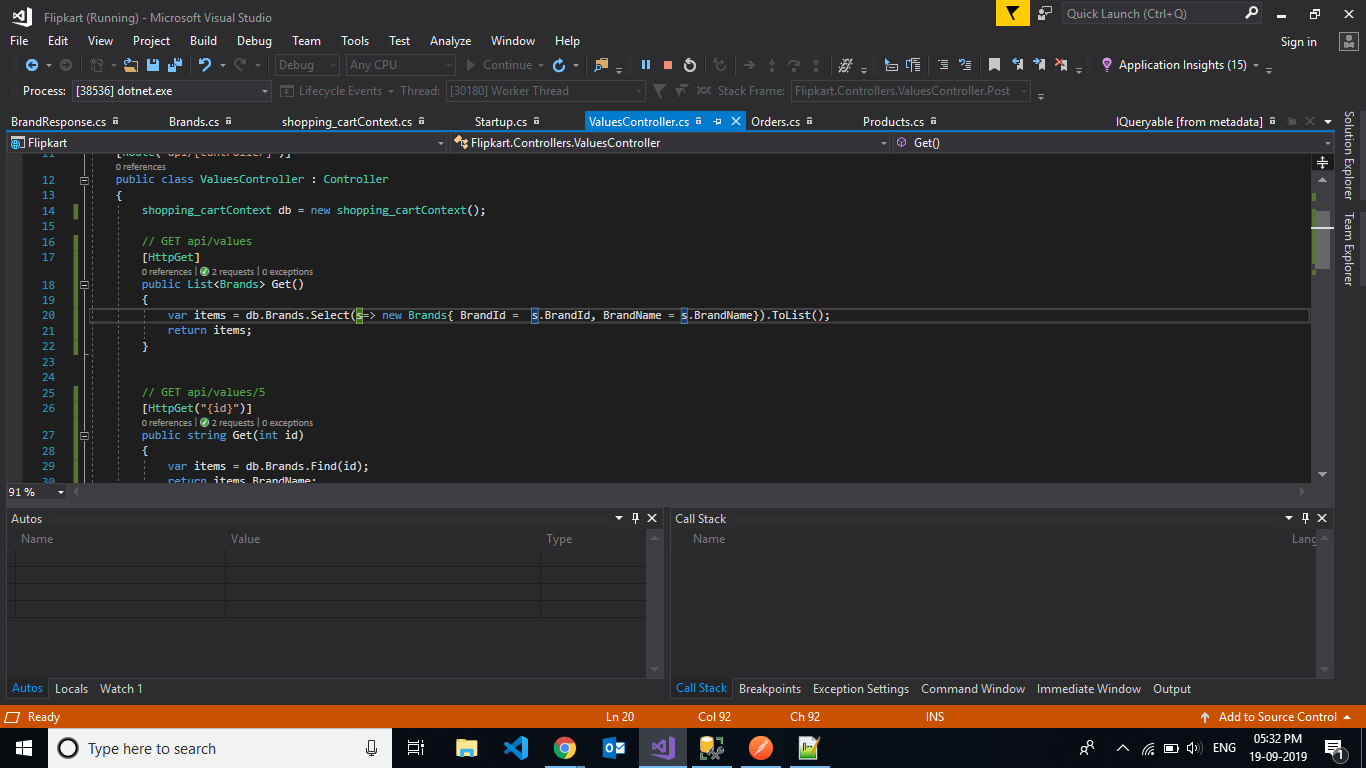 Flipkart (Running) - Microsoft Visual Studio
Quick Launch (Ctrl+Q)
File Edit View Project Build Debug Team Tools Test Analyze Window Help
Sign in
Debug Any CPU Continue Application Insights (15)
Process: [38536] dotnet.exe Lifecycle Events Thread: [30180] Worker Thread Stack Frame: Flipkart.Controllers.ValuesController.Post
BrandResponse.cs Brands.cs shopping_cartContext.cs Startup.cs ValuesController.cs Orders.cs Products.cs IQueryable [from metadata]
Flipkart Flipkart.Controllers.ValuesController Get()
Solution Explorer
Team Explorer
11 [Route("api/[controller]")]
0 references
12 public class ValuesController : Controller
13 {
14 shopping_cartContext db = new shopping_cartContext();
15
16 // GET api/values
17 [HttpGet]
0 references | 2 requests | 0 exceptions
18 public List<Brands> Get()
19 {
20 var items = db.Brands.Select(s=> new Brands{ BrandId =  s.BrandId, BrandName = s.BrandName}).ToList();
21 return items;
22 }
23
24
25 // GET api/values/5
26 [HttpGet("{id}")]
0 references | 2 requests | 0 exceptions
27 public string Get(int id)
28 {
29 var items = db.Brands.Find(id);
30 return items.BrandName;
91 %
Autos
Name Value Type
Call Stack
Name Lang
Autos Locals Watch 1
Call Stack Breakpoints Exception Settings Command Window Immediate Window Output
Ready Ln 20 Col 92 Ch 92 INS Add to Source Control
Type here to search
ENG
05:32 PM
19-09-2019
1